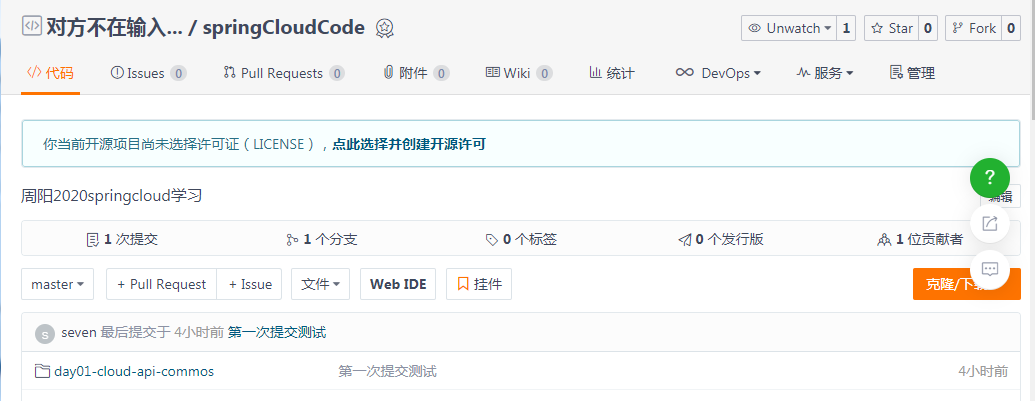 对方不在输入... / springCloudCode
Unwatch 1 Star 0 Fork 0
代码 Issues 0 Pull Requests 0 附件 0 Wiki 0 统计 DevOps 服务 管理
你当前开源项目尚未选择许可证（LICENSE），点此选择并创建开源许可
?
周阳2020springcloud学习 编辑
1 次提交 1 个分支 0 个标签 0 个发行版 1 位贡献者
master + Pull Request + Issue 文件 Web IDE 挂件 克隆/下
s seven 最后提交于 4小时前 第一次提交测试
day01-cloud-api-commos 第一次提交测试 4小时前